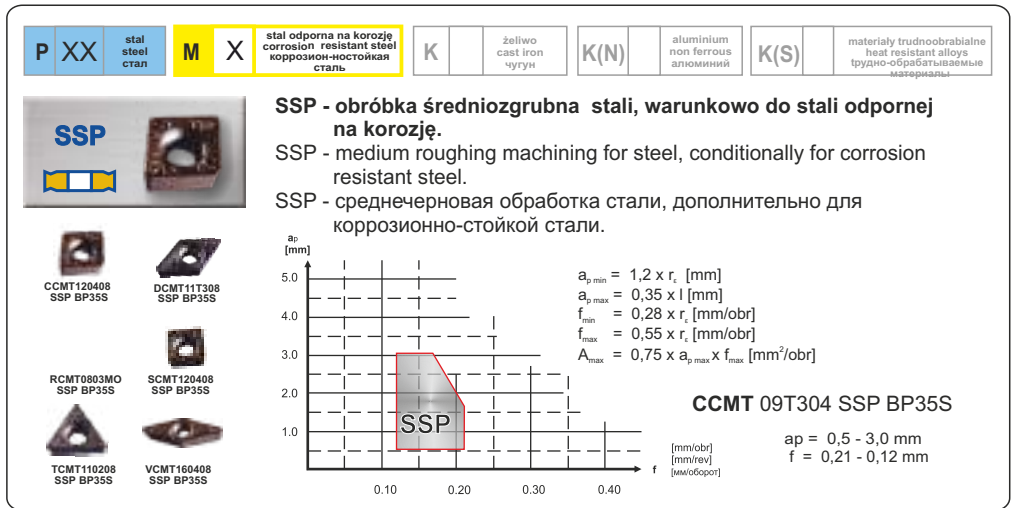 P XX stal
steel
стал
M X stal odporna na korozję
corrosion resistant steel
коррозион-ностойкая
сталь
K żeliwo
cast iron
чугун
K(N) aluminium
non ferrous
алюминий
K(S) materiały trudnoobrabialne
heat resistant alloys
трудно-обрабатываемые
материалы
SSP
SSP - obróbka średniozgrubna stali, warunkowo do stali odpornej
na korozję.
SSP - medium roughing machining for steel, conditionally for corrosion
resistant steel.
SSP - среднечерновая обработка стали, дополнительно для
коррозионно-стойкой стали.
CCMT120408
SSP BP35S
DCMT11T308
SSP BP35S
RCMT0803MO
SSP BP35S
SCMT120408
SSP BP35S
TCMT110208
SSP BP35S
VCMT160408
SSP BP35S
ap
[mm]
5.0
4.0
3.0
2.0
1.0
SSP
0.10 0.20 0.30 0.40
f
[mm/obr]
[mm/rev]
[мм/оборот]
ap min = 1,2 x rε [mm]
ap max = 0,35 x l [mm]
fmin = 0,28 x rε [mm/obr]
fmax = 0,55 x rε [mm/obr]
Amax = 0,75 x ap max x fmax [mm²/obr]
CCMT 09T304 SSP BP35S
ap = 0,5 - 3,0 mm
f = 0,21 - 0,12 mm